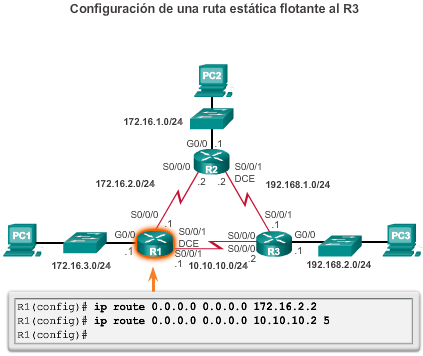 Configuración de una ruta estática flotante al R3
PC2
172.16.1.0/24
G0/0
.1
S0/0/0
R2
S0/0/1
DCE
.2
.2
172.16.2.0/24
192.168.1.0/24
S0/0/0
.1
S0/0/1
.1
PC1
G0/0
.1
R1
S0/0/1
DCE
S0/0/0
S0/0/1
.1
S0/0/0
.2
R3
G0/0
.1
PC3
172.16.3.0/24
10.10.10.0/24
192.168.2.0/24
R1(config)# ip route 0.0.0.0 0.0.0.0 172.16.2.2
R1(config)# ip route 0.0.0.0 0.0.0.0 10.10.10.2 5
R1(config)#